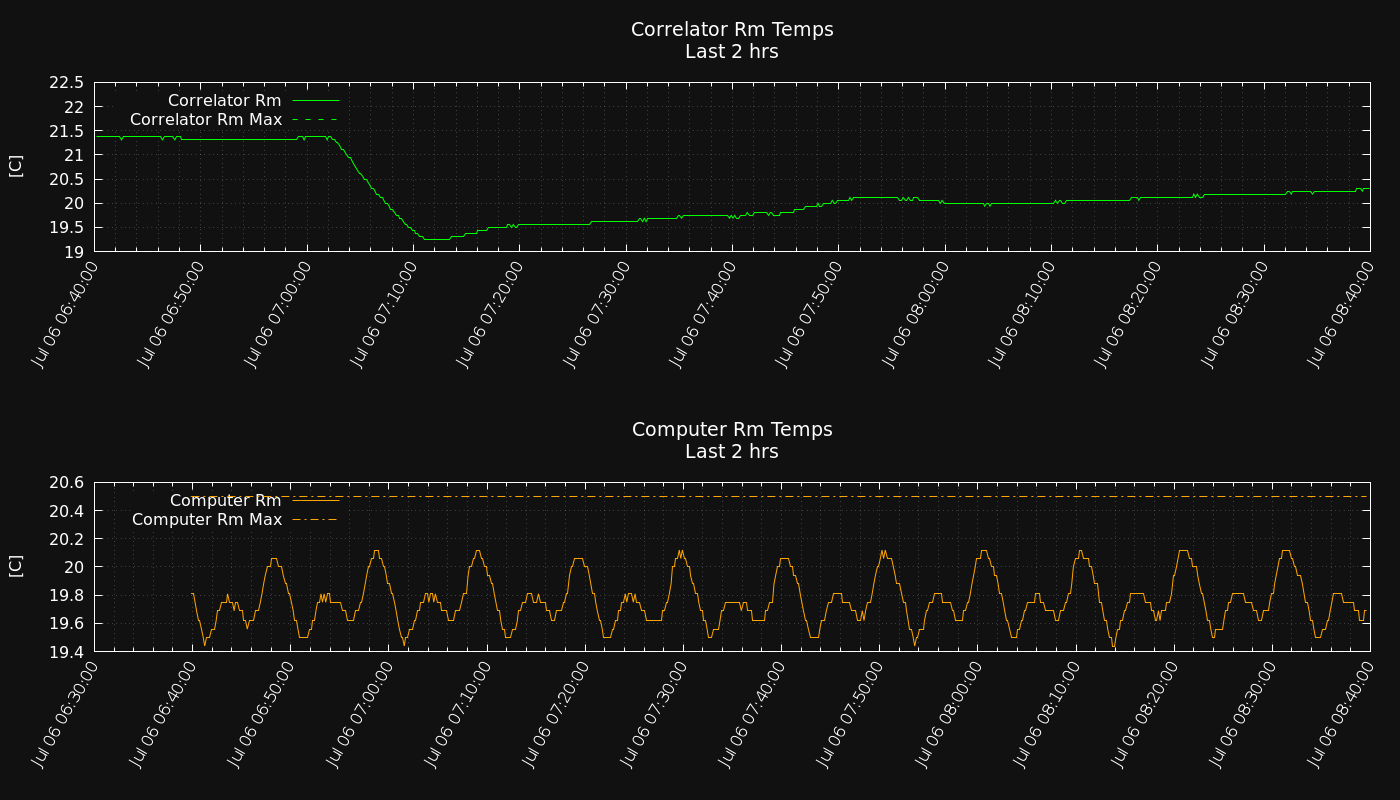 Correlator Rm Temps
Last 2 hrs
22.5
22
21.5
21
20.5
20
19.5
19
[C]
Correlator Rm
Correlator Rm Max
Jul 06 06:40:00
Jul 06 06:50:00
Jul 06 07:00:00
Jul 06 07:10:00
Jul 06 07:20:00
Jul 06 07:30:00
Jul 06 07:40:00
Jul 06 07:50:00
Jul 06 08:00:00
Jul 06 08:10:00
Jul 06 08:20:00
Jul 06 08:30:00
Jul 06 08:40:00
Computer Rm Temps
Last 2 hrs
20.6
20.4
20.2
20
19.8
19.6
19.4
[C]
Computer Rm
Computer Rm Max
Jul 06 06:30:00
Jul 06 06:40:00
Jul 06 06:50:00
Jul 06 07:00:00
Jul 06 07:10:00
Jul 06 07:20:00
Jul 06 07:30:00
Jul 06 07:40:00
Jul 06 07:50:00
Jul 06 08:00:00
Jul 06 08:10:00
Jul 06 08:20:00
Jul 06 08:30:00
Jul 06 08:40:00